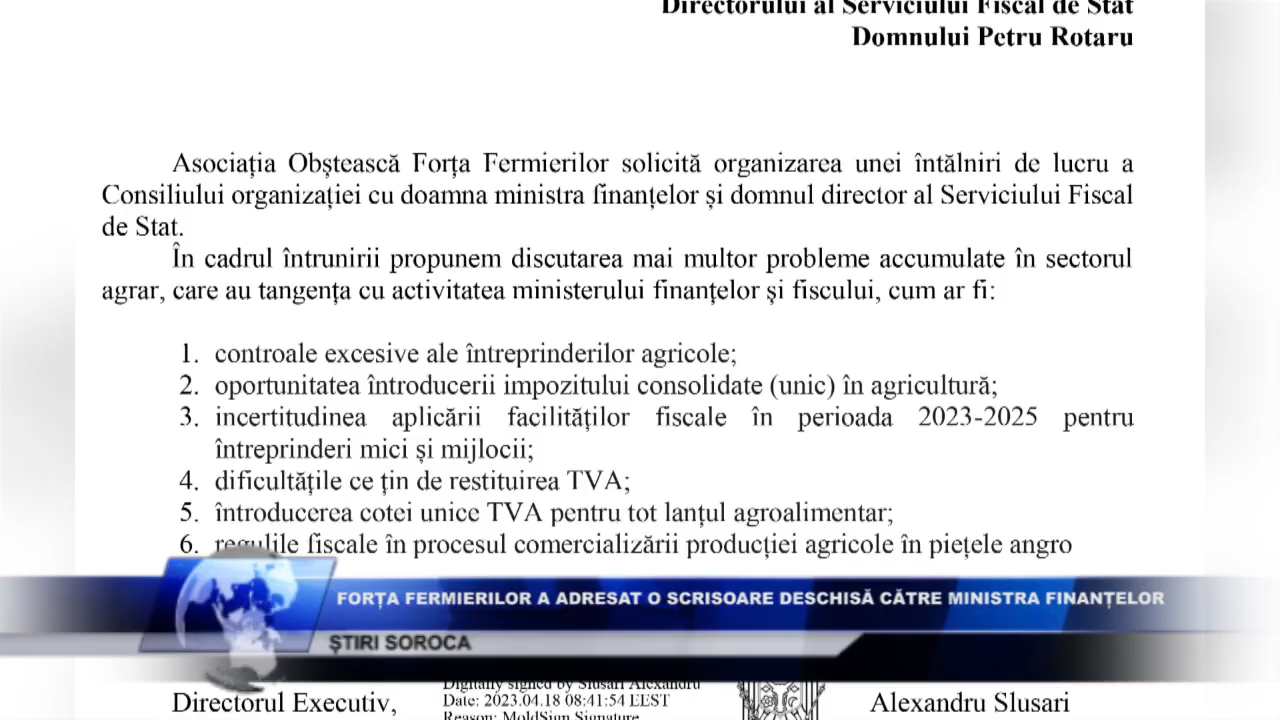 Directorului al Serviciului Fiscal de Stat
Domnului Petru Rotaru
Asociația Obștească Forța Fermierilor solicită organizarea unei întălniri de lucru a
Consiliului organizației cu doamna ministra finanțelor și domnul director al Serviciului Fiscal
de Stat.
În cadrul întrunirii propunem discutarea mai multor probleme accumulate în sectorul
agrar, care au tangența cu activitatea ministerului finanțelor și fiscului, cum ar fi:
1. controale excesive ale întreprinderilor agricole;
2. oportunitatea introducerii impozitului consolidate (unic) în agricultură;
3. incertitudinea aplicării facilităților fiscale în perioada 2023-2025 pentru
întreprinderi mici și mijlocii;
4. dificultățile ce țin de restituirea TVA;
5. introducerea cotei unice TVA pentru tot lanțul agroalimentar;
6. regulile fiscale în procesul comercializării producției agricole în piețele angro
FORȚA FERMIERILOR A ADRESAT O SCRISOARE DESCHISĂ CĂTRE MINISTRA FINANȚELOR
ȘTIRI SOROCA
Directorul Executiv,
Digitally signed by Slusari Alexandru
Date: 2023.04.18 08:41:54 EEST
Reason: MoldSign Signature
Alexandru Slusari